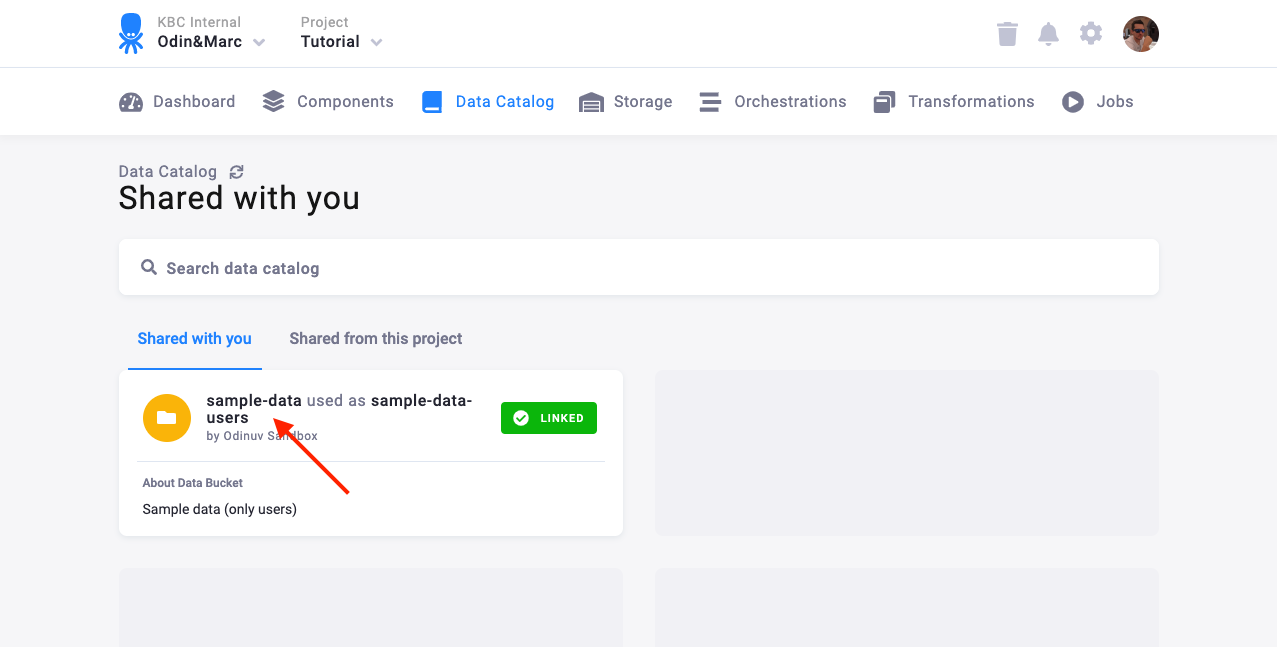 KBC Internal
Odin&Marc
Project
Tutorial
Dashboard
Components
Data Catalog
Storage
Orchestrations
Transformations
Jobs
Data Catalog
Shared with you
Search data catalog
Shared with you
Shared from this project
sample-data used as sample-data-
users
by Odinuv Sandbox
LINKED
About Data Bucket
Sample data (only users)